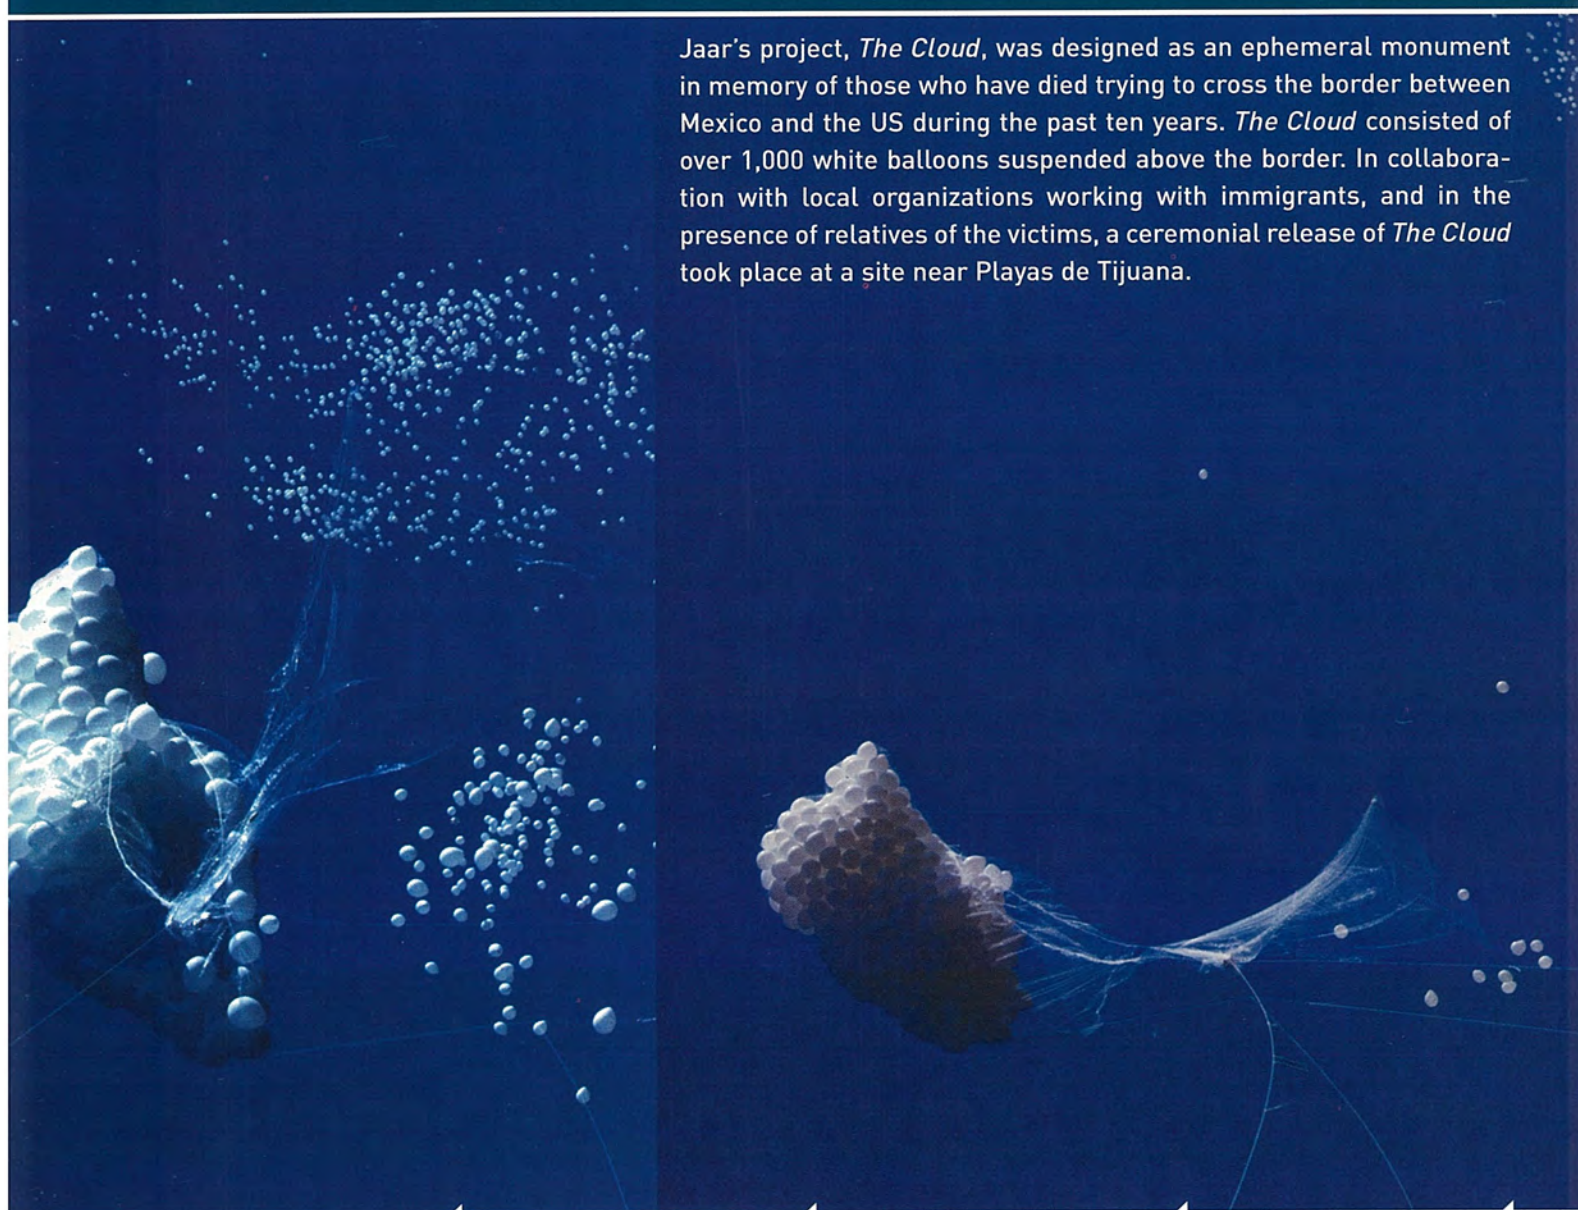 Jaar's project, The Cloud, was designed as an ephemeral monument
in memory of those who have died trying to cross the border between
Mexico and the US during the past ten years. The Cloud consisted of
over 1,000 white balloons suspended above the border. In collabora-
tion with local organizations working with immigrants, and in the
presence of relatives of the victims, a ceremonial release of The Cloud
took place at a site near Playas de Tijuana.